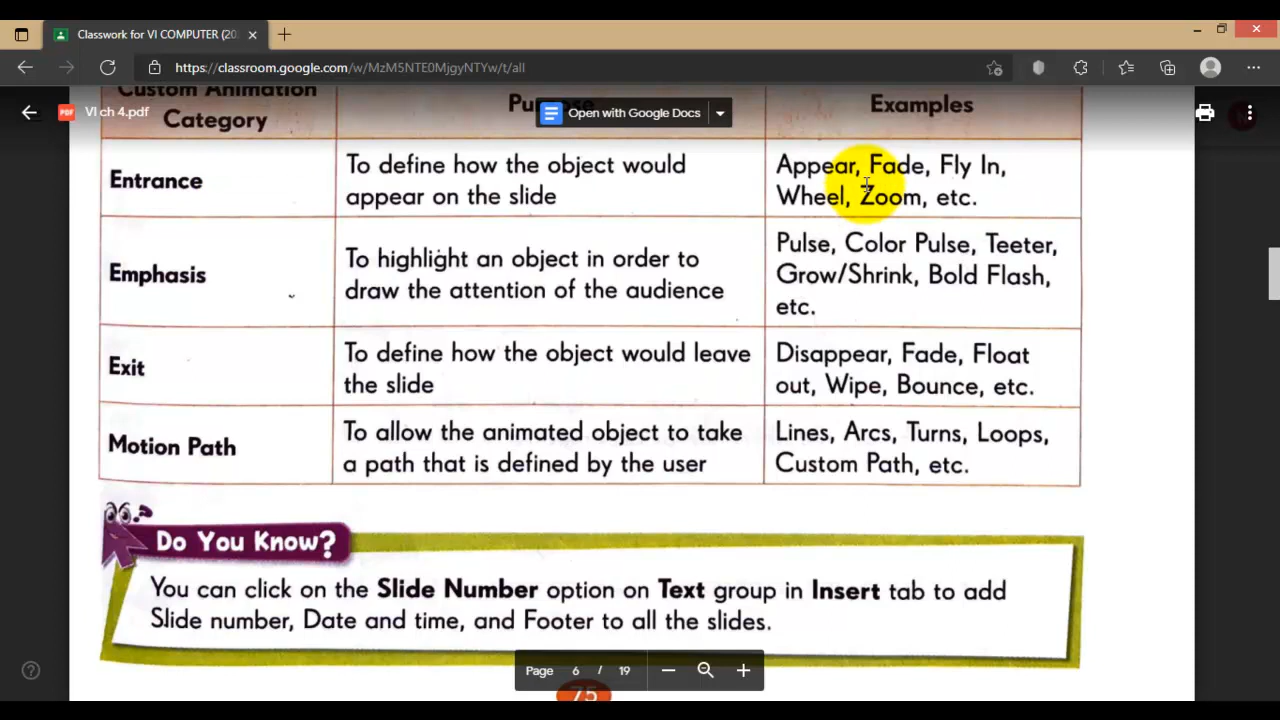 Classwork for VI COMPUTER (20
https://classroom.google.com/w/MzM5NTE0MjgyNTYw/t/all
VI ch 4.pdf
Open with Google Docs
Custom Animation Category
Purpose
Examples
Entrance
To define how the object would
appear on the slide
Appear, Fade, Fly In,
Wheel, Zoom, etc.
Emphasis
To highlight an object in order to
draw the attention of the audience
Pulse, Color Pulse, Teeter,
Grow/Shrink, Bold Flash,
etc.
Exit
To define how the object would leave
the slide
Disappear, Fade, Float
out, Wipe, Bounce, etc.
Motion Path
To allow the animated object to take
a path that is defined by the user
Lines, Arcs, Turns, Loops,
Custom Path, etc.
Do You Know?
You can click on the Slide Number option on Text group in Insert tab to add
Slide number, Date and time, and Footer to all the slides.
Page 6 / 19
75